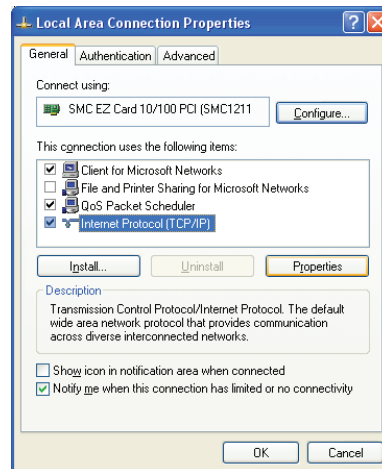 Local Area Connection Properties
General Authentication Advanced
Connect using:
SMC EZ Card 10/100 PCI (SMC1211
Configure...
This connection uses the following items:
Client for Microsoft Networks
File and Printer Sharing for Microsoft Networks
QoS Packet Scheduler
Internet Protocol (TCP/IP)
Install... Uninstall Properties
Description
Transmission Control Protocol/Internet Protocol. The default
wide area network protocol that provides communication
across diverse interconnected networks.
Show icon in notification area when connected
Notify me when this connection has limited or no connectivity
OK Cancel